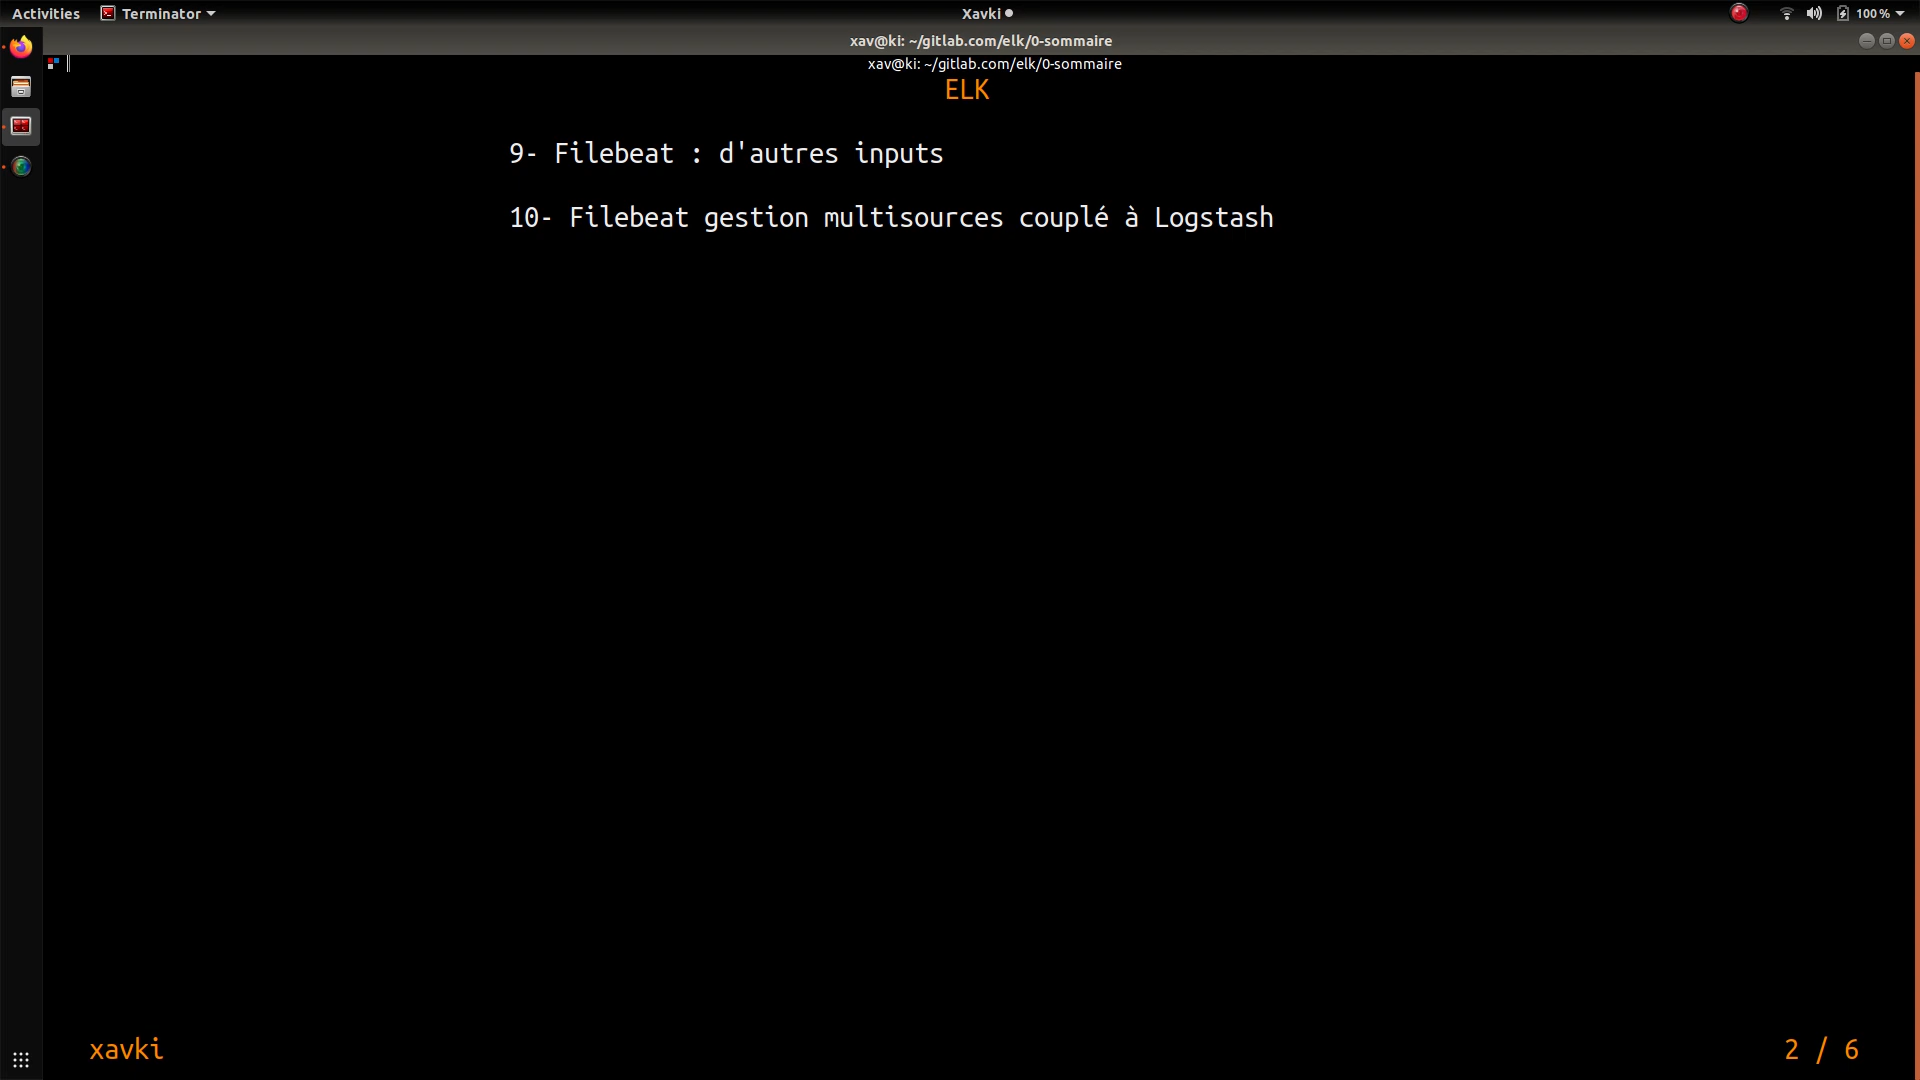 Activities
Terminator
Xavki
100 %
xav@ki: ~/gitlab.com/elk/0-sommaire
xav@ki: ~/gitlab.com/elk/0-sommaire
ELK
9- Filebeat : d'autres inputs
10- Filebeat gestion multisources couplé à Logstash
xavki
2 / 6